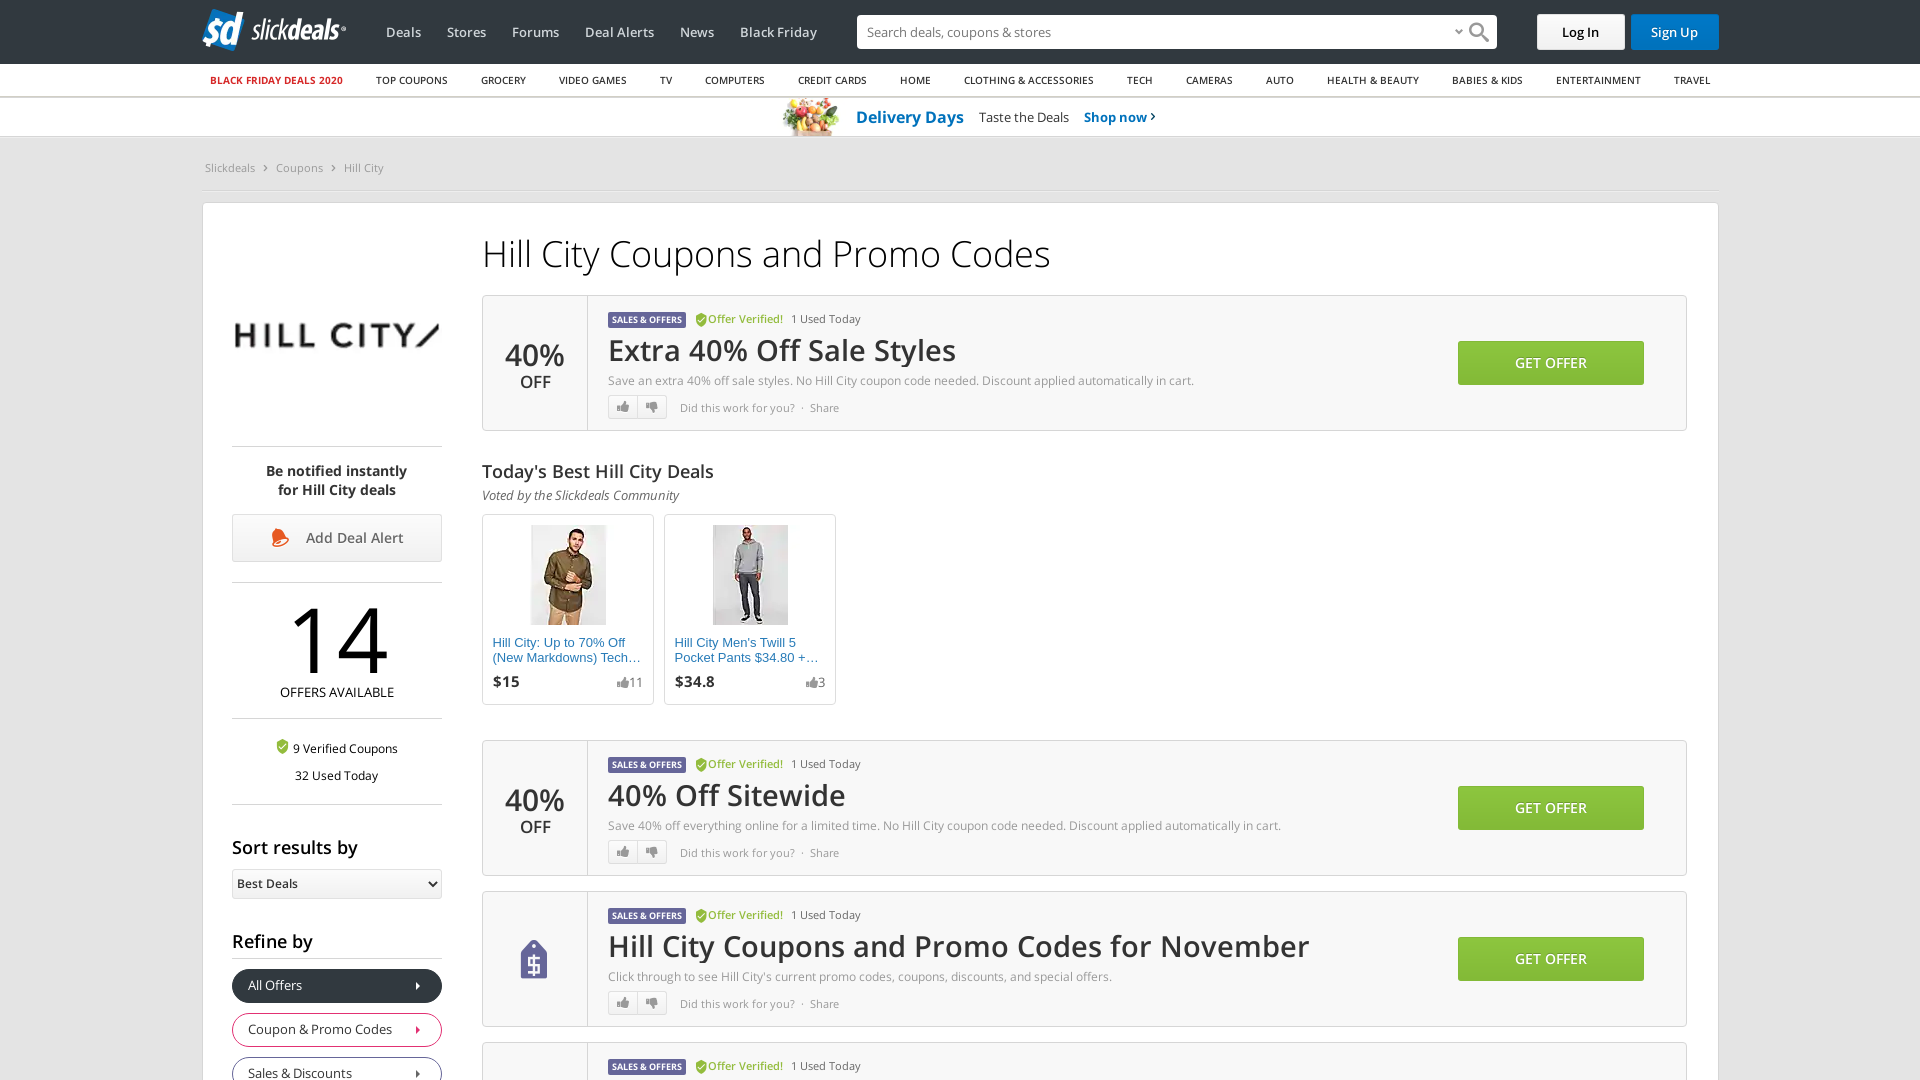 sd slickdeals
Deals
Stores
Forums
Deal Alerts
News
Black Friday
Search deals, coupons & stores
Log In
Sign Up
BLACK FRIDAY DEALS 2020
TOP COUPONS
GROCERY
VIDEO GAMES
TV
COMPUTERS
CREDIT CARDS
HOME
CLOTHING & ACCESSORIES
TECH
CAMERAS
AUTO
HEALTH & BEAUTY
BABIES & KIDS
ENTERTAINMENT
TRAVEL
Delivery Days Taste the Deals Shop now
Slickdeals
Coupons
Hill City
HILL CITY/
Be notified instantly
for Hill City deals
Add Deal Alert
14
OFFERS AVAILABLE
9 Verified Coupons
32 Used Today
Sort results by
Best Deals
Refine by
All Offers
Coupon & Promo Codes
Sales & Discounts
Hill City Coupons and Promo Codes
40%
OFF
SALES & OFFERS Offer Verified! 1 Used Today
Extra 40% Off Sale Styles
Save an extra 40% off sale styles. No Hill City coupon code needed. Discount applied automatically in cart.
Did this work for you? · Share
GET OFFER
Today's Best Hill City Deals
Voted by the Slickdeals Community
Hill City: Up to 70% Off
(New Markdowns) Tech…
$15
11
Hill City Men's Twill 5
Pocket Pants $34.80 +…
$34.8
3
40%
OFF
SALES & OFFERS Offer Verified! 1 Used Today
40% Off Sitewide
Save 40% off everything online for a limited time. No Hill City coupon code needed. Discount applied automatically in cart.
Did this work for you? · Share
GET OFFER
SALES & OFFERS Offer Verified! 1 Used Today
Hill City Coupons and Promo Codes for November
Click through to see Hill City's current promo codes, coupons, discounts, and special offers.
Did this work for you? · Share
GET OFFER
SALES & OFFERS Offer Verified! 1 Used Today